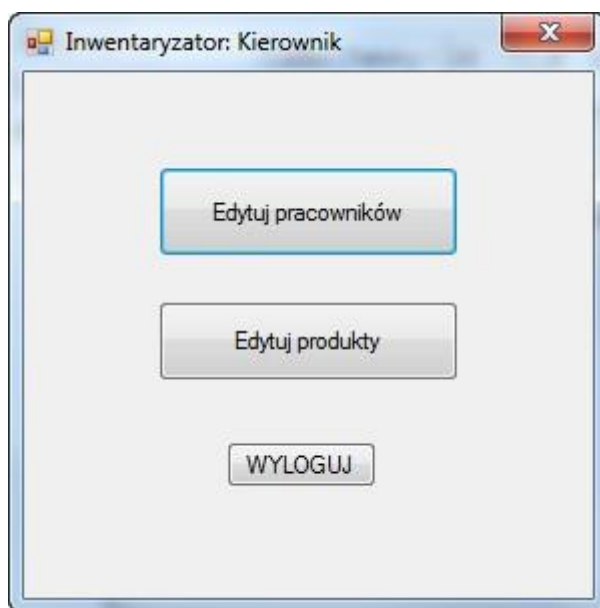 Inwentaryzator: Kierownik
Edytuj pracowników
Edytuj produkty
WYLOGUJ